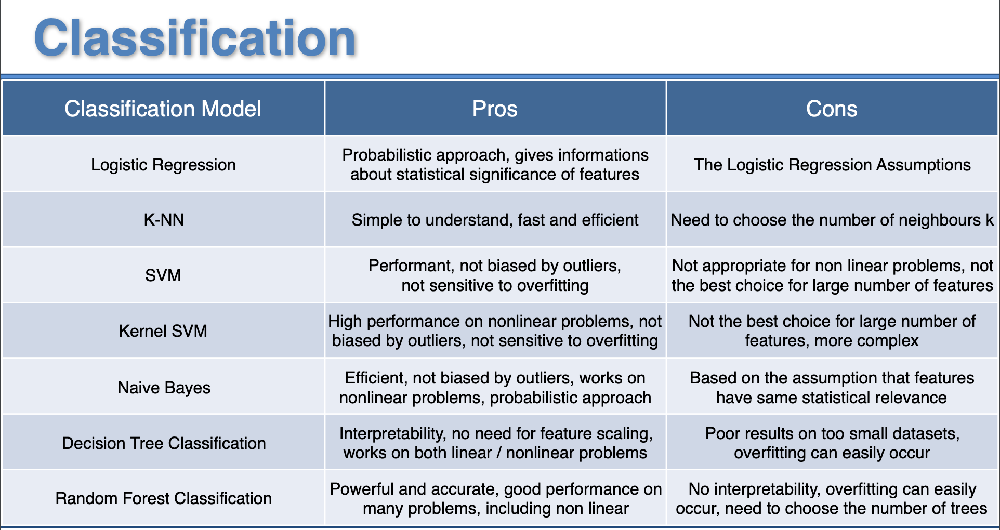 Classification
Classification Model
Pros
Cons
Logistic Regression
Probabilistic approach, gives informations
about statistical significance of features
The Logistic Regression Assumptions
K-NN
Simple to understand, fast and efficient
Need to choose the number of neighbours k
SVM
Performant, not biased by outliers,
not sensitive to overfitting
Not appropriate for non linear problems, not
the best choice for large number of features
Kernel SVM
High performance on nonlinear problems, not
biased by outliers, not sensitive to overfitting
Not the best choice for large number of
features, more complex
Naive Bayes
Efficient, not biased by outliers, works on
nonlinear problems, probabilistic approach
Based on the assumption that features
have same statistical relevance
Decision Tree Classification
Interpretability, no need for feature scaling,
works on both linear / nonlinear problems
Poor results on too small datasets,
overfitting can easily occur
Random Forest Classification
Powerful and accurate, good performance on
many problems, including non linear
No interpretability, overfitting can easily
occur, need to choose the number of trees